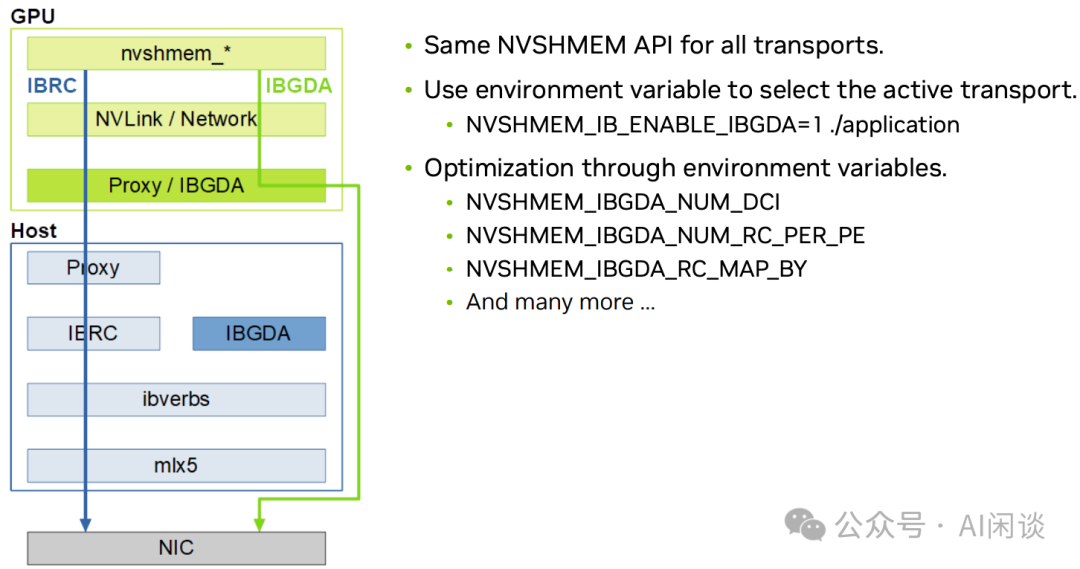 GPU
nvshmem_*
IBRC
IBGDA
NVLink / Network
Proxy / IBGDA
Host
Proxy
IBRC
IBGDA
ibverbs
mlx5
NIC
• Same NVSHMEM API for all transports.
• Use environment variable to select the active transport.
• NVSHMEM_IB_ENABLE_IBGDA=1 ./application
• Optimization through environment variables.
• NVSHMEM_IBGDA_NUM_DCI
• NVSHMEM_IBGDA_NUM_RC_PER_PE
• NVSHMEM_IBGDA_RC_MAP_BY
• And many more ...
公众号 · AI闲谈